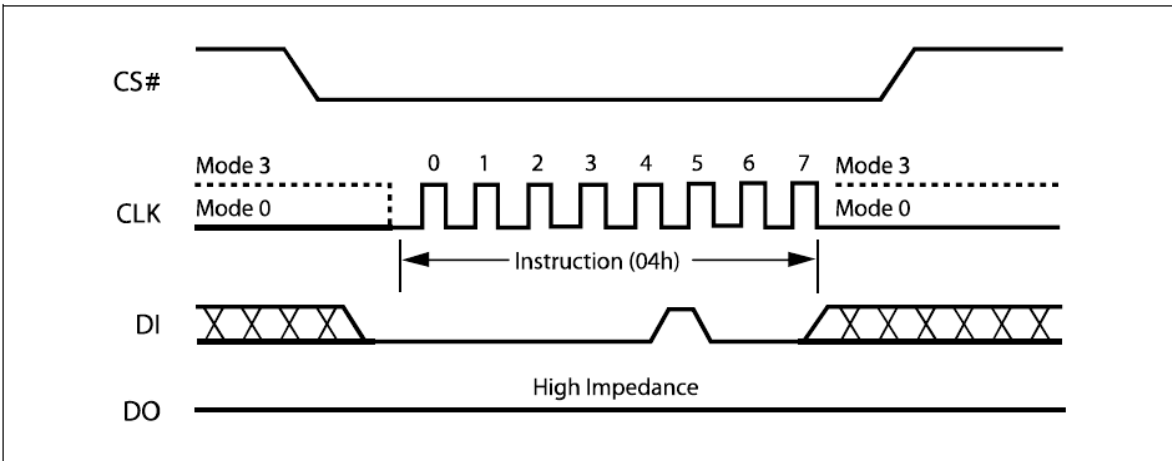 CS#
Mode 3 0 1 2 3 4 5 6 7 Mode 3
CLK Mode 0 Mode 0
Instruction (04h)
DI
High Impedance
DO